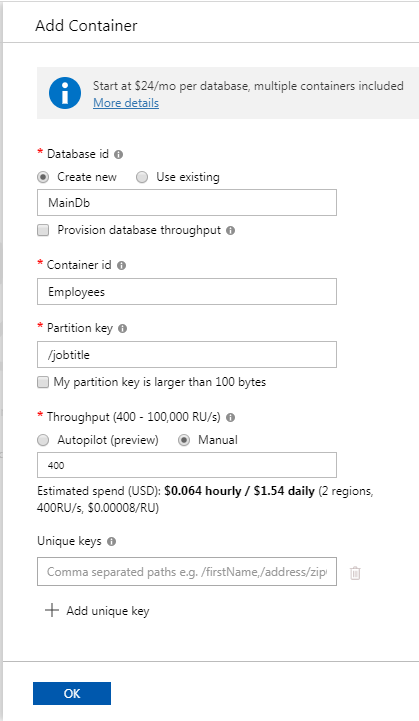 Add Container
Start at $24/mo per database, multiple containers included
More details
* Database id
Create new Use existing
MainDb
Provision database throughput
* Container id
Employees
* Partition key
/jobtitle
My partition key is larger than 100 bytes
* Throughput (400 - 100,000 RU/s)
Autopilot (preview) Manual
400
Estimated spend (USD): $0.064 hourly / $1.54 daily (2 regions,
400RU/s, $0.00008/RU)
Unique keys
Comma separated paths e.g. /firstName,/address/zip
Add unique key
OK